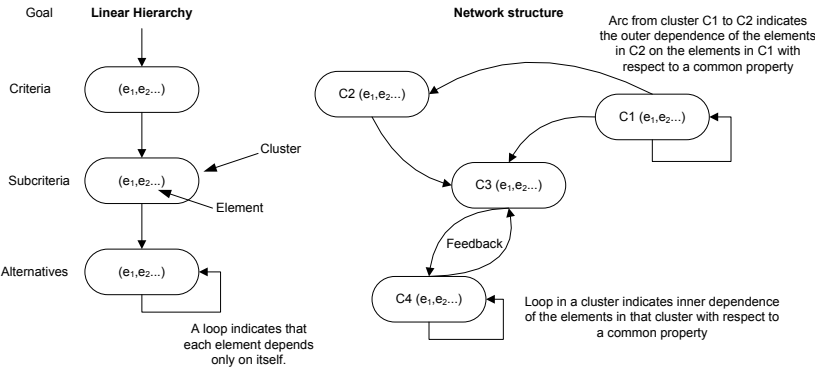 Goal
Linear Hierarchy
Criteria
(e1,e2...)
Cluster
Subcriteria
(e1,e2...)
Element
Alternatives
(e1,e2...)
A loop indicates that
each element depends
only on itself.
Network structure
Arc from cluster C1 to C2 indicates
the outer dependence of the elements
in C2 on the elements in C1 with
respect to a common property
C2 (e1,e2...)
C1 (e1,e2...)
C3 (e1,e2...)
Feedback
C4 (e1,e2...)
Loop in a cluster indicates inner dependence
of the elements in that cluster with respect to
a common property